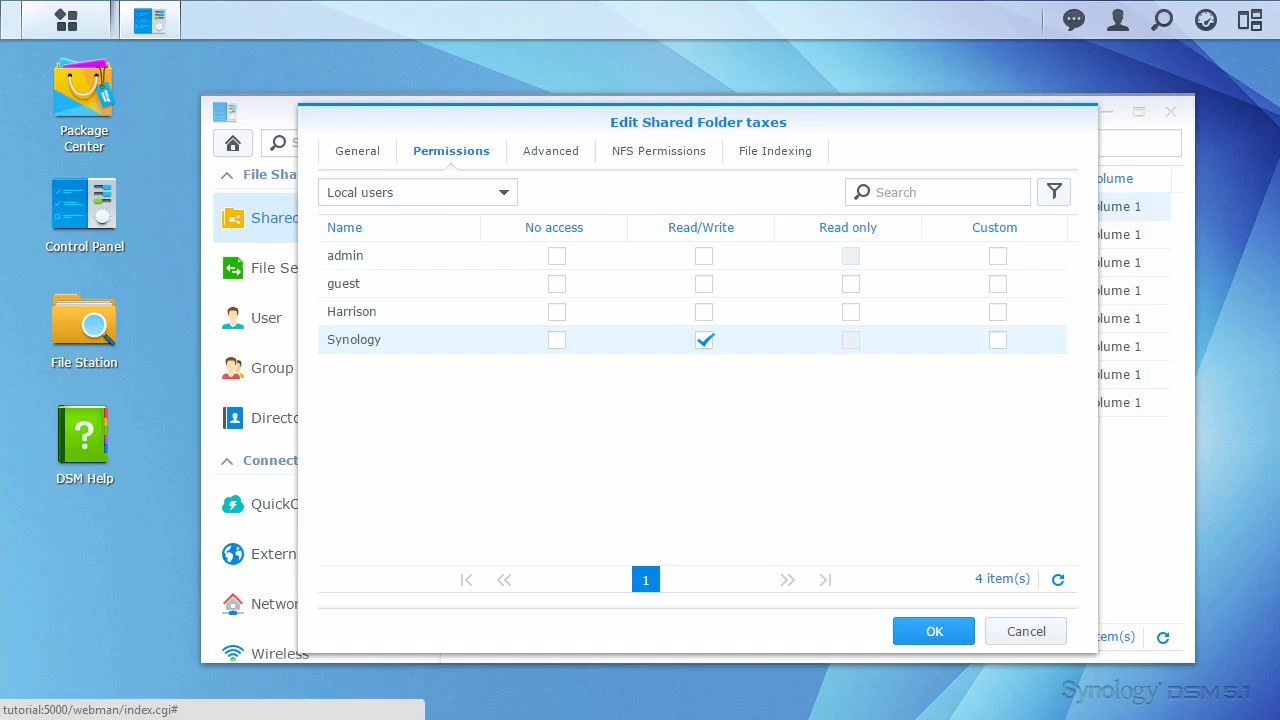 Package
Center
Control Panel
File Station
DSM Help
Edit Shared Folder taxes
General
Permissions
Advanced
NFS Permissions
File Indexing
Local users
Search
Name
No access
Read/Write
Read only
Custom
admin
guest
Harrison
Synology
1
4 item(s)
OK
Cancel
S
File Sha
Shared
File Se
User
Group
Directo
Connect
QuickC
Extern
Networ
Wireless
olume
olume 1
olume 1
olume 1
olume 1
olume 1
olume 1
olume 1
olume 1
em(s)
Synology DSM 5.1
tutorial:5000/webman/index.cgi#